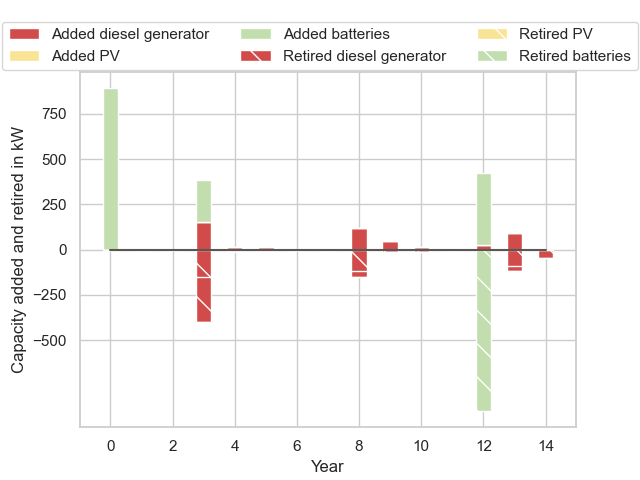 Added diesel generator Added batteries Retired PV
Added PV Retired diesel generator Retired batteries
Capacity added and retired in kW
750
500
250
0
−250
−500
0 2 4 6 8 10 12 14
Year